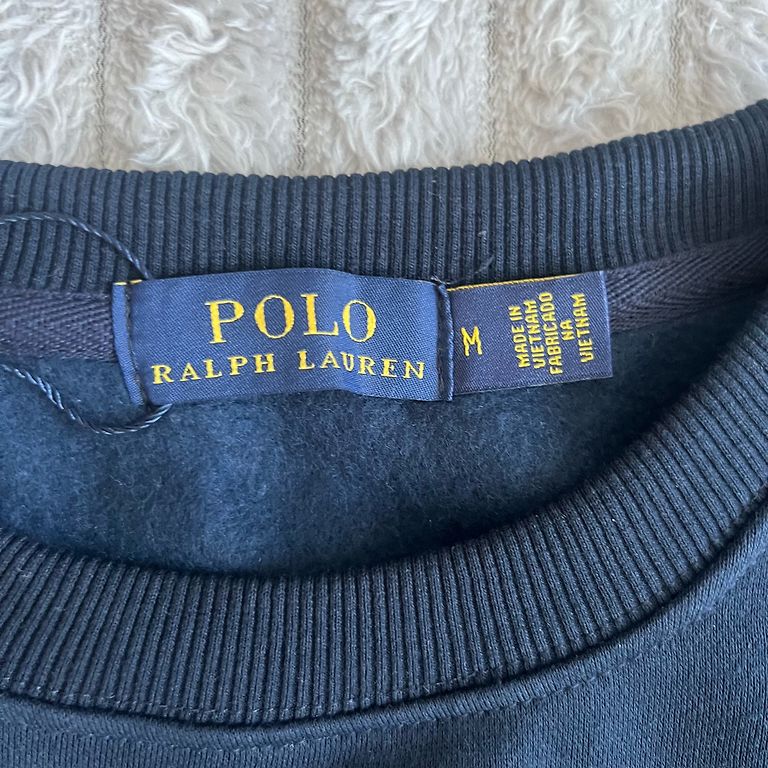 POLO
RALPH LAUREN
M
MADE IN
VIETNAM
FABRICADO
NA
VIETNAM